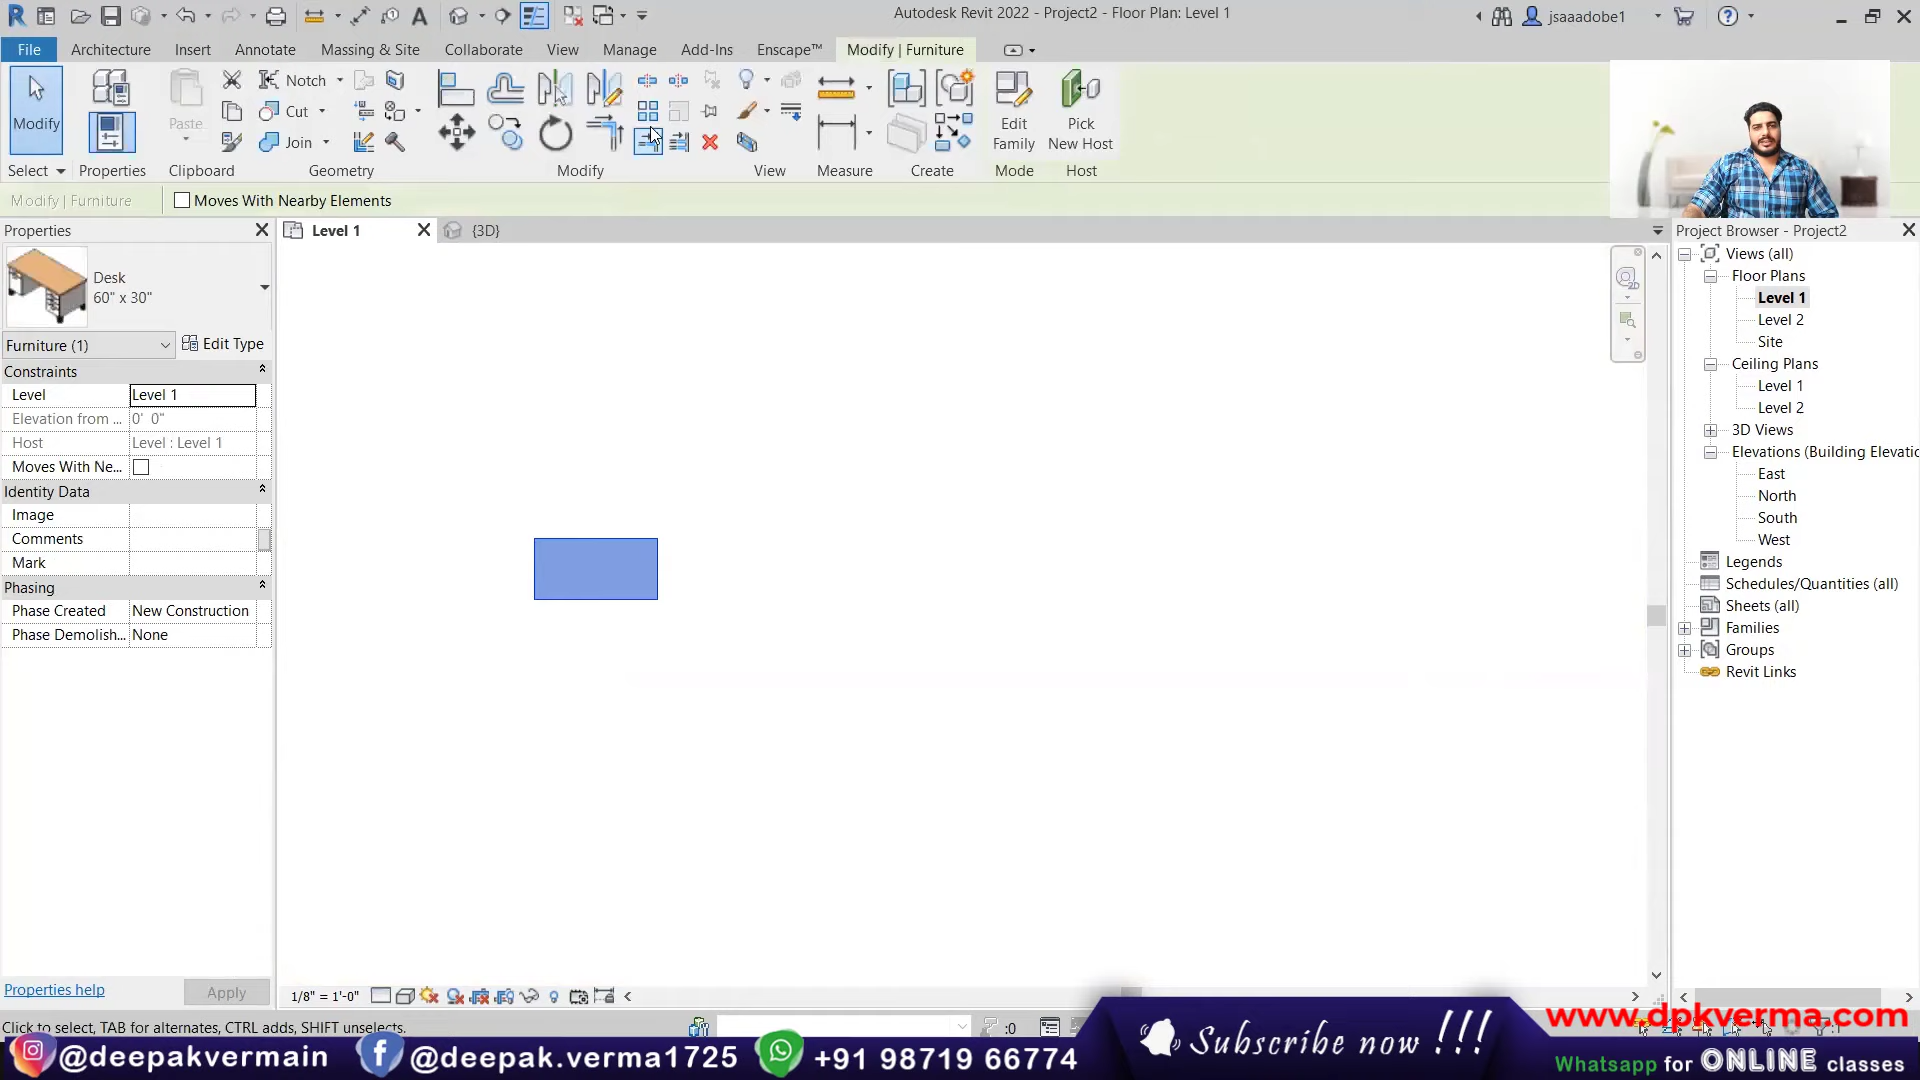 Autodesk Revit 2022 - Project2 - Floor Plan: Level 1
jsaaadobe1
File Architecture Insert Annotate Massing & Site Collaborate View Manage Add-Ins Enscape™ Modify | Furniture
Modify
Paste
Notch
Cut
Join
Edit Family
Pick New Host
Select Properties Clipboard Geometry Modify View Measure Create Mode Host
Modify | Furniture
Moves With Nearby Elements
Properties
Desk
60" x 30"
Furniture (1)
Edit Type
Constraints
Level Level 1
Elevation from ... 0' 0"
Host Level : Level 1
Moves With Ne...
Identity Data
Image
Comments
Mark
Phasing
Phase Created New Construction
Phase Demolish... None
Properties help
Apply
Level 1
{3D}
2D
Project Browser - Project2
Views (all)
Floor Plans
Level 1
Level 2
Site
Ceiling Plans
Level 1
Level 2
3D Views
Elevations (Building Elevatio
East
North
South
West
Legends
Schedules/Quantities (all)
Sheets (all)
Families
Groups
Revit Links
1/8" = 1'-0"
Click to select, TAB for alternates, CTRL adds, SHIFT unselects.
:0
@deepakvermain
@deepak.verma1725
+91 98719 66774
Subscribe now !!!
www.dpkverma.com
Whatsapp for ONLINE classes